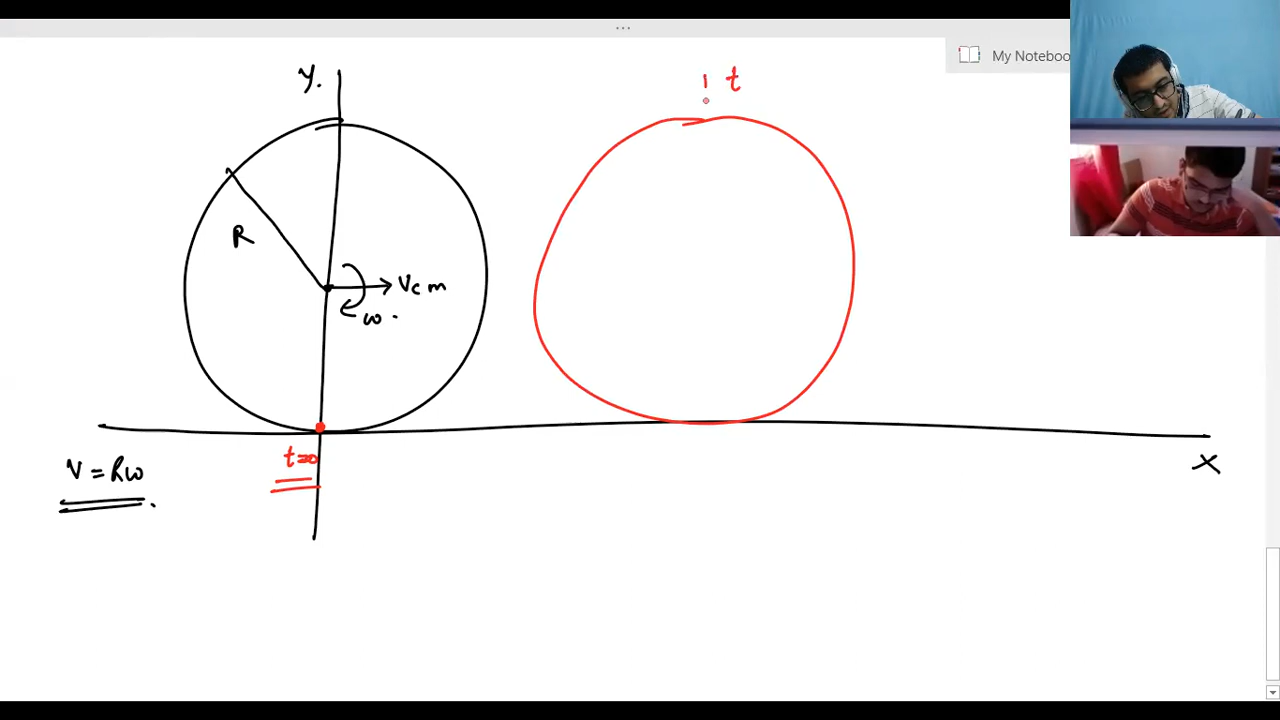 y.
t
My Noteboo
R
Vcm
ω.
t=0
V = Rω
X